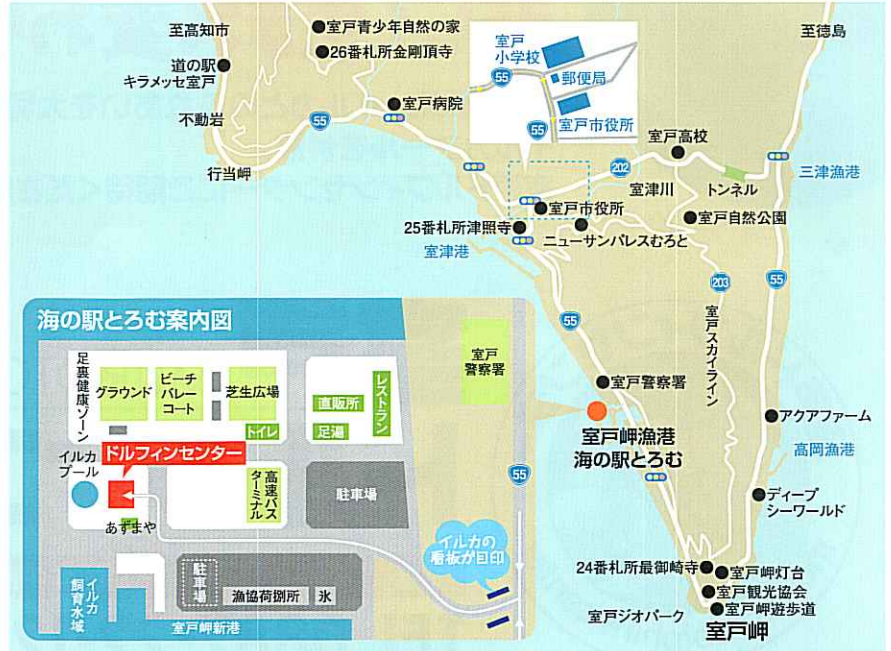 至高知市
室戸青少年自然の家
26番札所金剛頂寺
道の駅
キラメッセ室戸
不動岩
55
行当岬
室戸病院
室戸
小学校
55
郵便局
55
室戸市役所
至徳島
室戸高校
202
室津川
トンネル
三津漁港
室戸市役所
25番札所津照寺
室津港
ニューサンパレスむろと
室戸自然公園
203
室戸スカイライン
55
55
室戸警察署
室戸岬漁港
海の駅とろむ
アクアファーム
高岡漁港
ディープ
シーワールド
24番札所最御崎寺
室戸岬灯台
室戸観光協会
室戸ジオパーク
室戸岬遊歩道
室戸岬
海の駅とろむ案内図
足裏健康ゾーン
グラウンド
ビーチ
バレー
コート
芝生広場
トイレ
直販所
足湯
レストラン
室戸
警察署
ドルフィンセンター
イルカ
プール
あずまや
高速バス
ターミナル
駐車場
55
イルカの
看板が目印
駐車場
漁協荷捌所
氷
イルカ
飼育水域
室戸岬新港